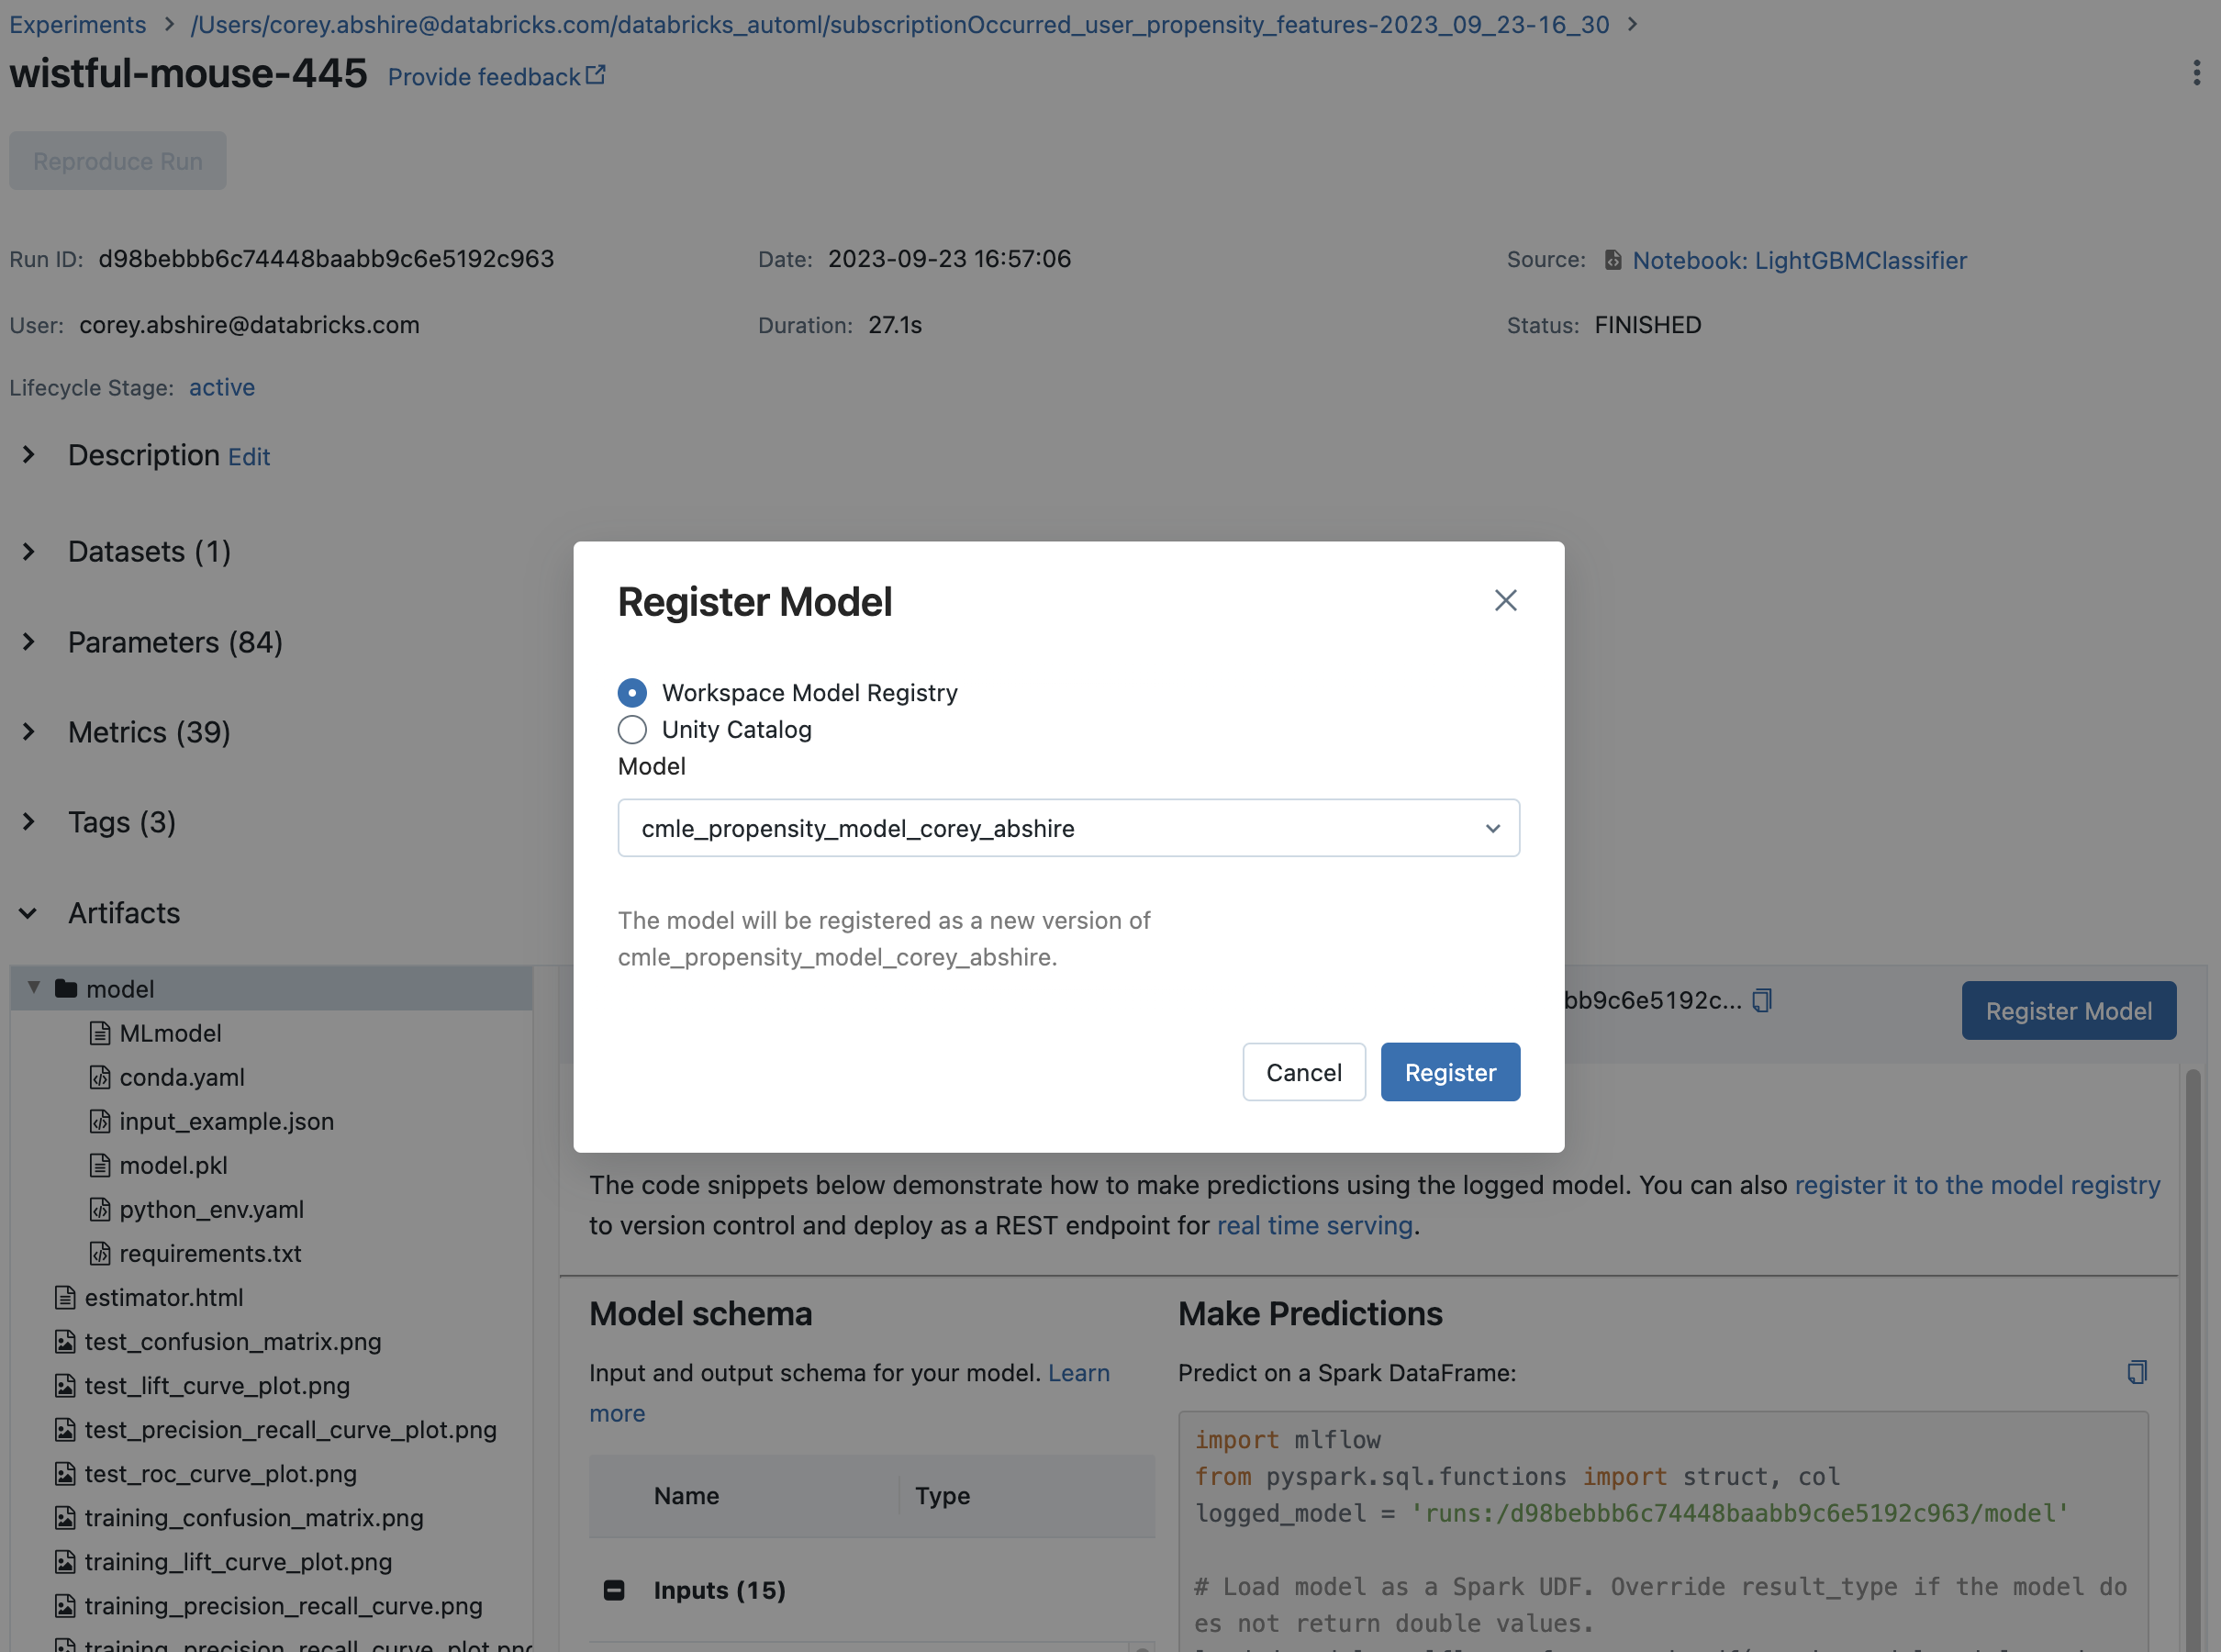 Experiments > /Users/corey.abshire@databricks.com/databricks_automl/subscriptionOccurred_user_propensity_features-2023_09_23-16_30 >
wistful-mouse-445 Provide feedback
Reproduce Run
Run ID: d98bebbb6c74448baabb9c6e5192c963
Date: 2023-09-23 16:57:06
Source: Notebook: LightGBMClassifier
User: corey.abshire@databricks.com
Duration: 27.1s
Status: FINISHED
Lifecycle Stage: active
Description Edit
Datasets (1)
Parameters (84)
Metrics (39)
Tags (3)
Artifacts
Register Model
Workspace Model Registry
Unity Catalog
Model
cmle_propensity_model_corey_abshire
The model will be registered as a new version of
cmle_propensity_model_corey_abshire.
Cancel
Register
model
MLmodel
conda.yaml
input_example.json
model.pkl
python_env.yaml
requirements.txt
estimator.html
test_confusion_matrix.png
test_lift_curve_plot.png
test_precision_recall_curve_plot.png
test_roc_curve_plot.png
training_confusion_matrix.png
training_lift_curve_plot.png
training_precision_recall_curve.png
bb9c6e5192c...
Register Model
The code snippets below demonstrate how to make predictions using the logged model. You can also register it to the model registry
to version control and deploy as a REST endpoint for real time serving.
Model schema
Input and output schema for your model. Learn
more
Name Type
Inputs (15)
Make Predictions
Predict on a Spark DataFrame:
import mlflow
from pyspark.sql.functions import struct, col
logged_model = 'runs:/d98bebbb6c74448baabb9c6e5192c963/model'
# Load model as a Spark UDF. Override result_type if the model do
es not return double values.